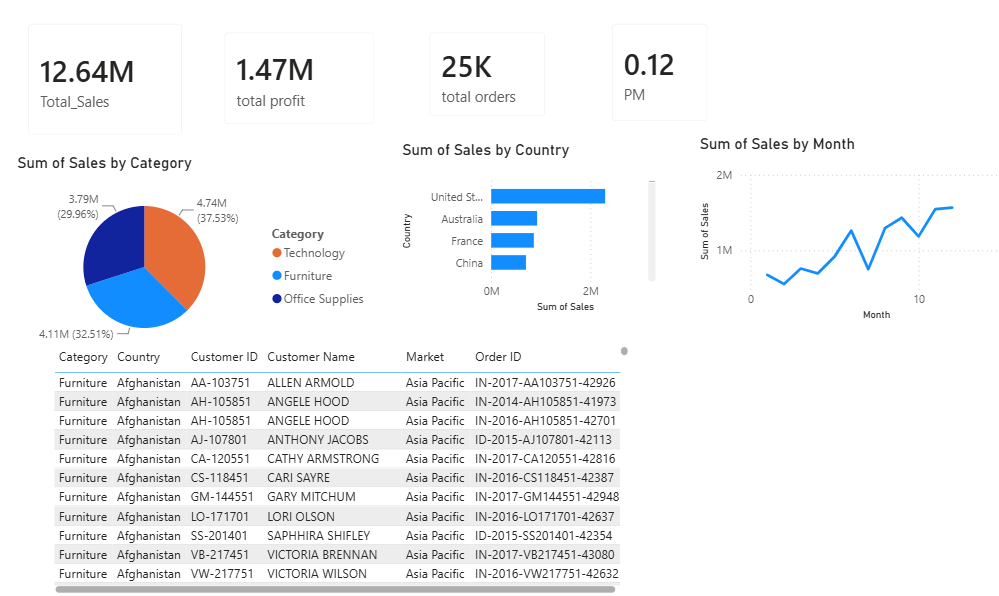 12.64M
Total_Sales
1.47M
total profit
25K
total orders
0.12
PM
Sum of Sales by Category
3.79M
(29.96%)
4.74M
(37.53%)
4.11M (32.51%)
Category
Technology
Furniture
Office Supplies
Sum of Sales by Country
Country
United St...
Australia
France
China
0M
2M
Sum of Sales
Sum of Sales by Month
Sum of Sales
2M
1M
0
10
Month
Category Country Customer ID Customer Name Market Order ID
Furniture Afghanistan AA-103751 ALLEN ARMOLD Asia Pacific IN-2017-AA103751-42926
Furniture Afghanistan AH-105851 ANGELE HOOD Asia Pacific IN-2014-AH105851-41973
Furniture Afghanistan AH-105851 ANGELE HOOD Asia Pacific IN-2016-AH105851-42701
Furniture Afghanistan AJ-107801 ANTHONY JACOBS Asia Pacific ID-2015-AJ107801-42113
Furniture Afghanistan CA-120551 CATHY ARMSTRONG Asia Pacific IN-2017-CA120551-42816
Furniture Afghanistan CS-118451 CARI SAYRE Asia Pacific IN-2016-CS118451-42387
Furniture Afghanistan GM-144551 GARY MITCHUM Asia Pacific IN-2017-GM144551-42948
Furniture Afghanistan LO-171701 LORI OLSON Asia Pacific IN-2016-LO171701-42637
Furniture Afghanistan SS-201401 SAPHHIRA SHIFLEY Asia Pacific ID-2015-SS201401-42354
Furniture Afghanistan VB-217451 VICTORIA BRENNAN Asia Pacific IN-2017-VB217451-43080
Furniture Afghanistan VW-217751 VICTORIA WILSON Asia Pacific IN-2016-VW217751-42632